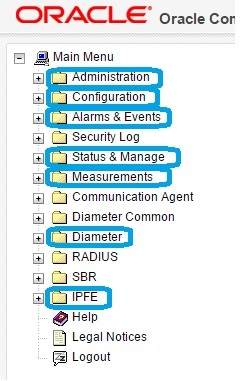 ORACLE Oracle Con
Main Menu
Administration
Configuration
Alarms & Events
Security Log
Status & Manage
Measurements
Communication Agent
Diameter Common
Diameter
RADIUS
SBR
IPFE
Help
Legal Notices
Logout